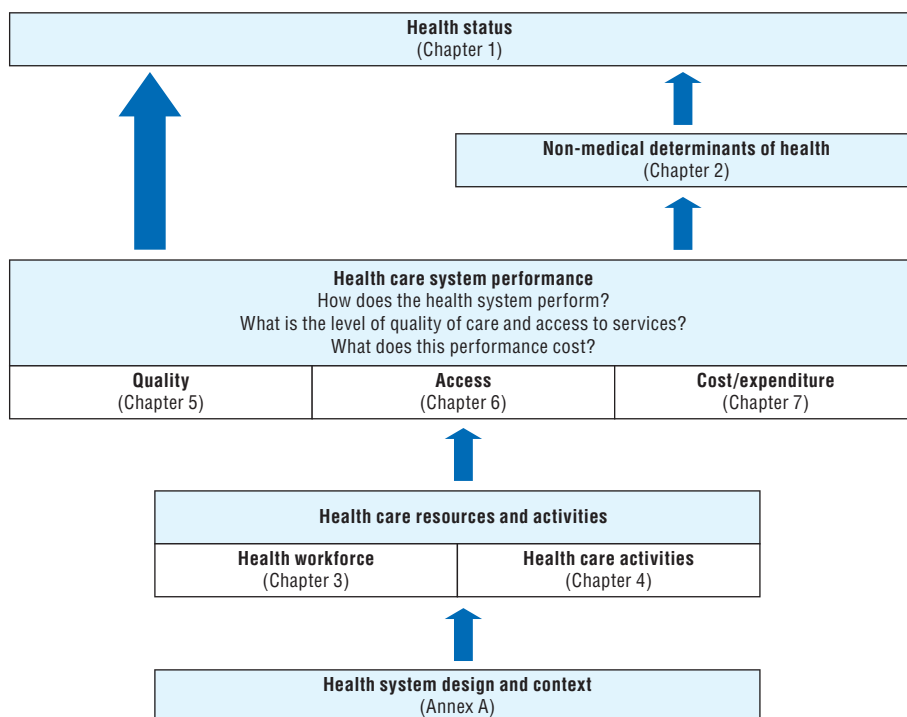 Health status
(Chapter 1)
Non-medical determinants of health
(Chapter 2)
Health care system performance
How does the health system perform?
What is the level of quality of care and access to services?
What does this performance cost?
Quality
(Chapter 5)
Access
(Chapter 6)
Cost/expenditure
(Chapter 7)
Health care resources and activities
Health workforce
(Chapter 3)
Health care activities
(Chapter 4)
Health system design and context
(Annex A)